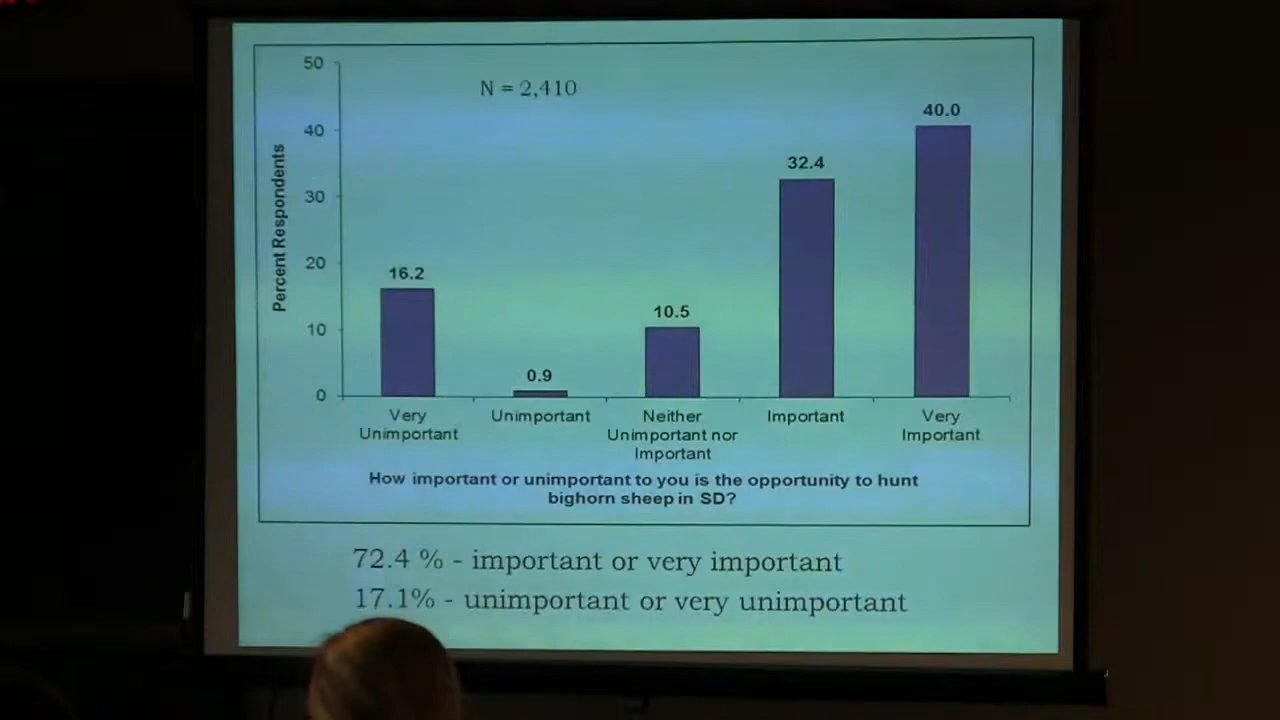 50
N = 2,410
40
30
20
10
0
Percent Respondents
16.2
0.9
10.5
32.4
40.0
Very
Unimportant
Unimportant
Neither
Unimportant nor
Important
Important
Very
Important
How important or unimportant to you is the opportunity to hunt
bighorn sheep in SD?
72.4 % - important or very important
17.1% - unimportant or very unimportant